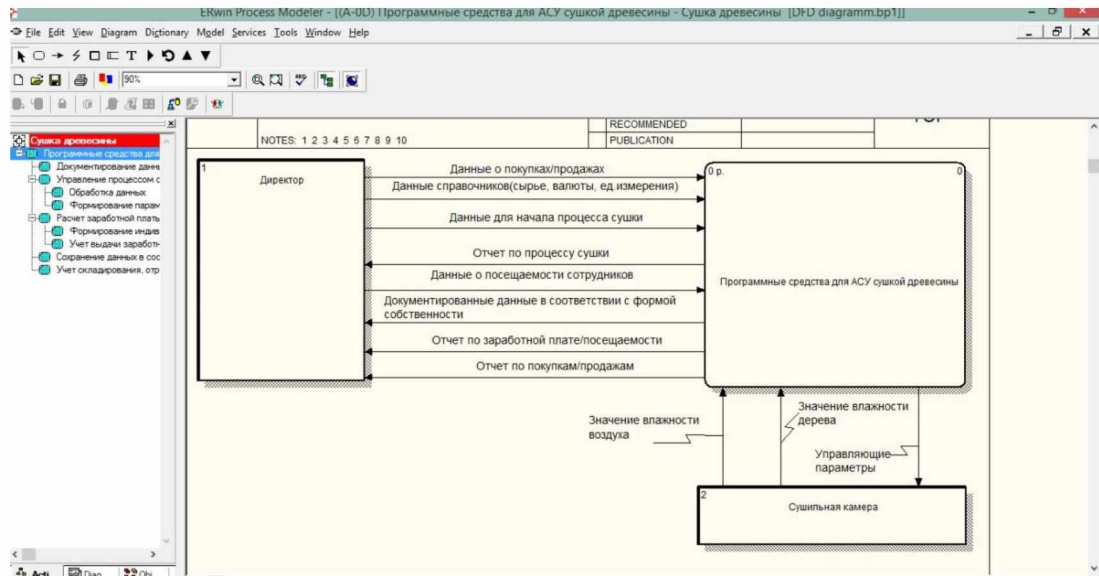 ERwin Process Modeler - [(A-0D) Программные средства для АСУ сушкой древесины - Сушка древесины [DFD diagramm.bp1]]
File Edit View Diagram Dictionary Model Services Tools Window Help
90%
Сушка древесины
Программные средства для
Документирование данны
Управление процессом с
Обработка данных
Формирование парам
Расчет заработной плать
Формирование индив
Учет выдачи заработн
Сохранение данных в соо
Учет складирования, отр
Acti
Diag
Obj
NOTES: 1 2 3 4 5 6 7 8 9 10
RECOMMENDED
PUBLICATION
1
Директор
Данные о покупках/продажах
Данные справочников(сырье, валюты, ед.измерения)
Данные для начала процесса сушки
Отчет по процессу сушки
Данные о посещаемости сотрудников
Документированные данные в соответствии с формой
собственности
Отчет по заработной плате/посещаемости
Отчет по покупкам/продажам
0 р.
0
Программные средства для АСУ сушкой древесины
Значение влажности
воздуха
Значение влажности
дерева
Управляющие
параметры
2
Сушильная камера